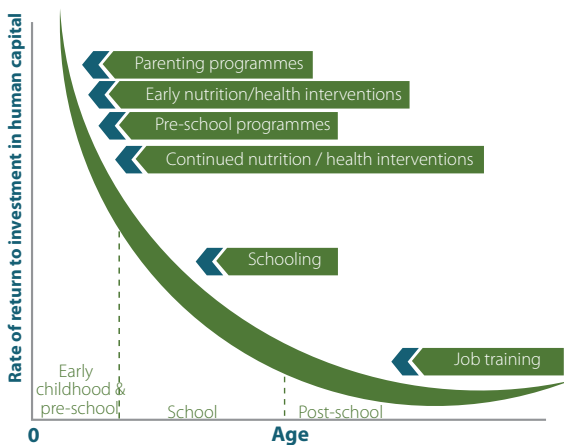 Rate of return to investment in human capital
Parenting programmes
Early nutrition/health interventions
Pre-school programmes
Continued nutrition / health interventions
Schooling
Job training
Early
childhood &
pre-school
School
Post-school
0
Age